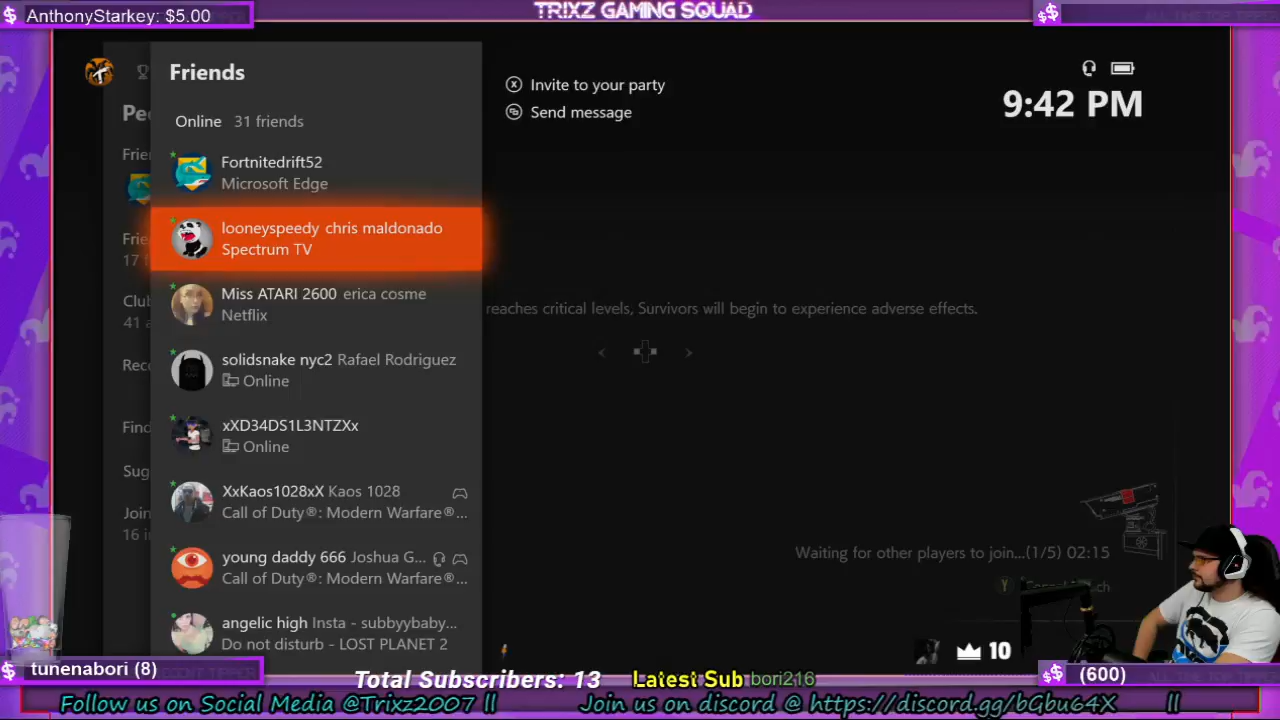 AnthonyStarkey: $5.00
TRIXZ GAMING SQUAD
Friends
Online 31 friends
Fortnitedrift52
Microsoft Edge
looneyspeedy chris maldonado
Spectrum TV
Miss ATARI 2600 erica cosme
Netflix
solidsnake nyc2 Rafael Rodriguez
Online
xXD34DS1L3NTZXx
Online
XxKaos1028xX Kaos 1028
Call of Duty®: Modern Warfare®...
young daddy 666 Joshua G...
Call of Duty®: Modern Warfare®...
angelic high Insta - subbyybaby...
Do not disturb - LOST PLANET 2
Invite to your party
Send message
9:42 PM
reaches critical levels, Survivors will begin to experience adverse effects.
Waiting for other players to join...(1/5) 02:15
10
tunenabori (8)
Total Subscribers: 13
Latest Sub bori216
(600)
Follow us on Social Media @Trixz2007 ll
Join us on discord @ https://discord.gg/bGbu64X ll